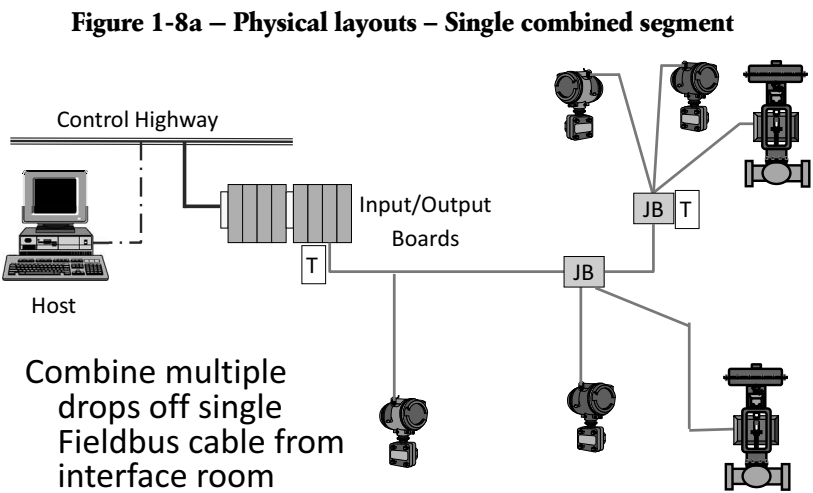 Figure 1-8a – Physical layouts – Single combined segment
Control Highway
Input/Output
Boards
JB
T
T
JB
Host
Combine multiple
drops off single
Fieldbus cable from
interface room